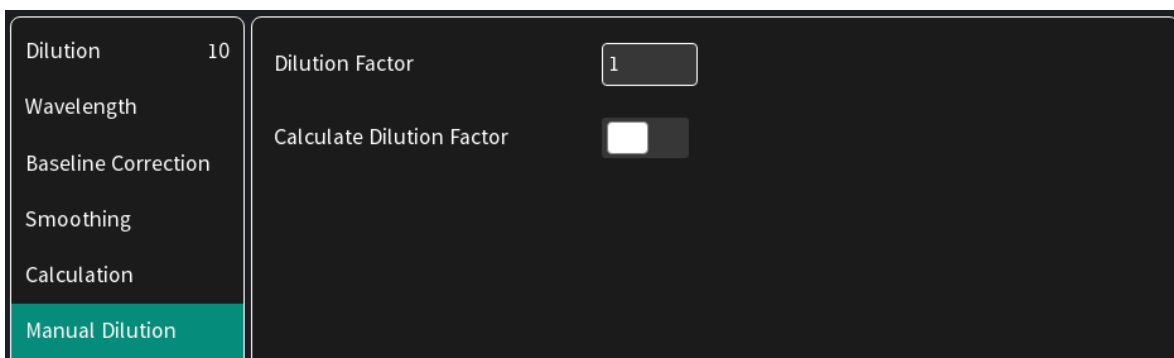 Dilution 10
Wavelength
Baseline Correction
Smoothing
Calculation
Manual Dilution
Dilution Factor 1
Calculate Dilution Factor